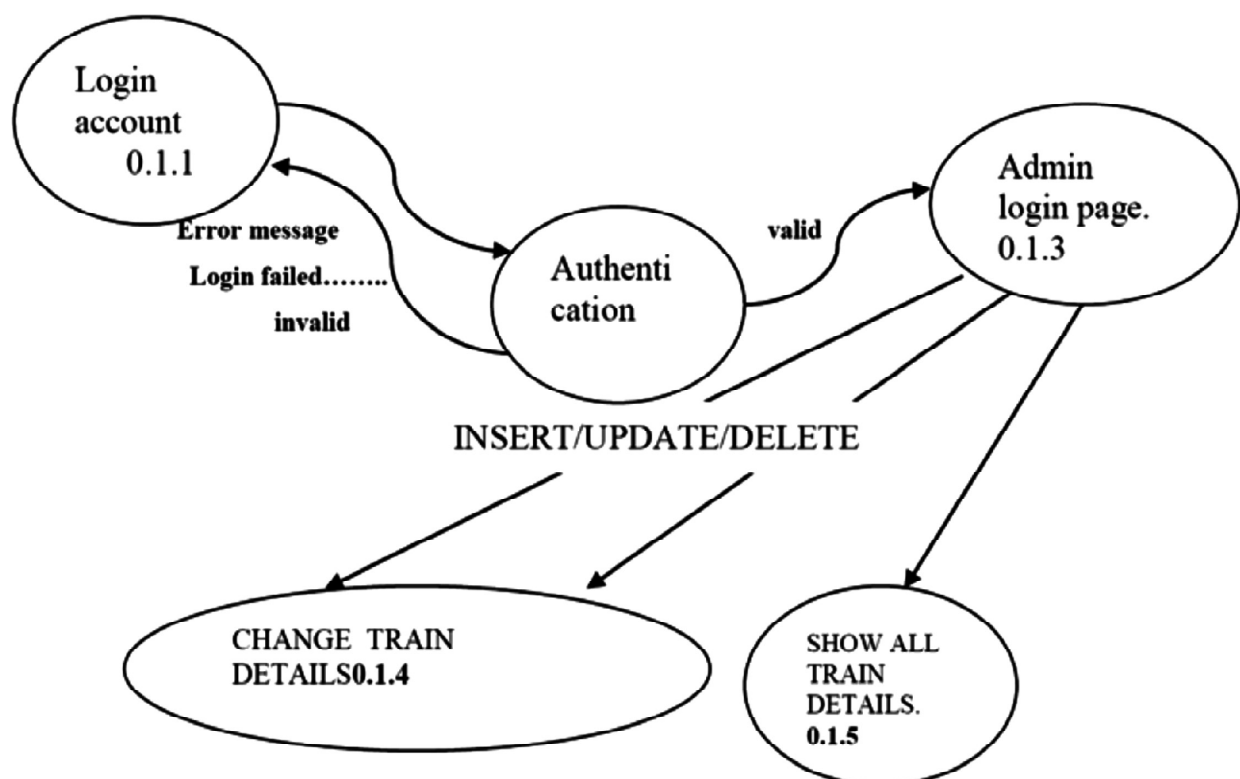 Login
account
0.1.1
Error message
Login failed........
invalid
Authenti
cation
valid
Admin
login page.
0.1.3
INSERT/UPDATE/DELETE
CHANGE TRAIN
DETAILS0.1.4
SHOW ALL
TRAIN
DETAILS.
0.1.5